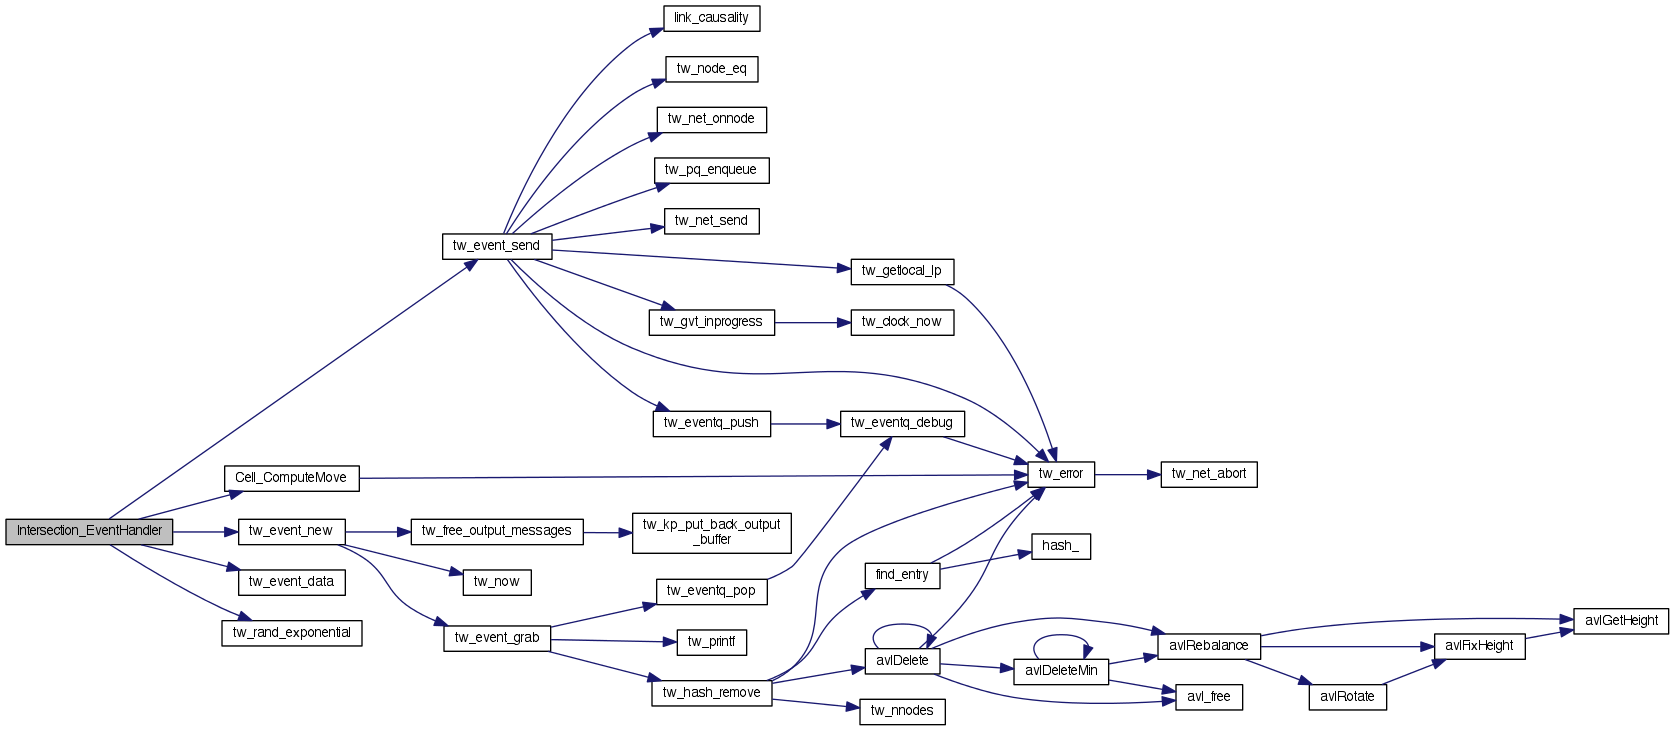 link_causality
tw_node_eq
tw_net_onnode
tw_pq_enqueue
tw_net_send
tw_event_send
tw_getlocal_lp
tw_gvt_inprogress
tw_clock_now
tw_eventq_push
tw_eventq_debug
Cell_ComputeMove
tw_error
tw_net_abort
Intersection_EventHandler
tw_event_new
tw_free_output_messages
tw_kp_put_back_output
_buffer
hash_
tw_event_data
tw_now
find_entry
tw_eventq_pop
tw_rand_exponential
tw_event_grab
tw_printf
avlGetHeight
avlDelete
avlRebalance
avlFixHeight
avlDeleteMin
tw_hash_remove
avl_free
avlRotate
tw_nnodes